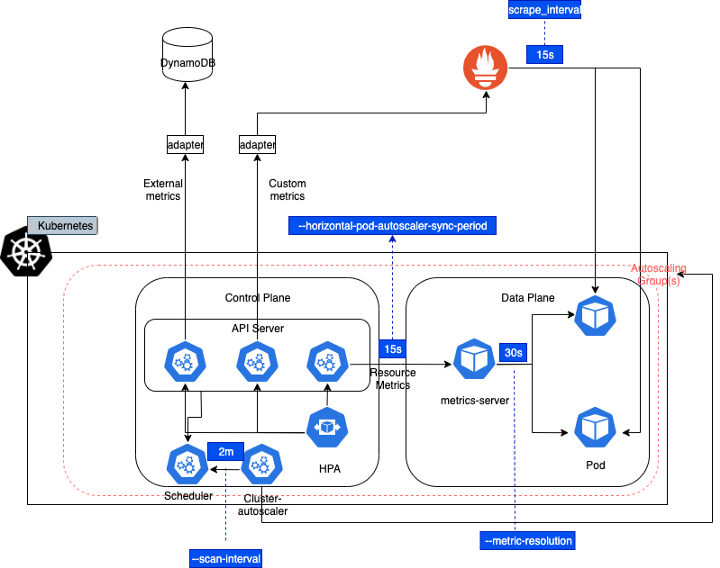 scrape_interval
15s
DynamoDB
adapter
adapter
External
metrics
Custom
metrics
Kubernetes
--horizontal-pod-autoscaler-sync-period
Autoscaling
Group(s)
Control Plane
Data Plane
API Server
15s
30s
Resource
Metrics
metrics-server
2m
HPA
Pod
Scheduler
Cluster-
autoscaler
--metric-resolution
--scan-interval